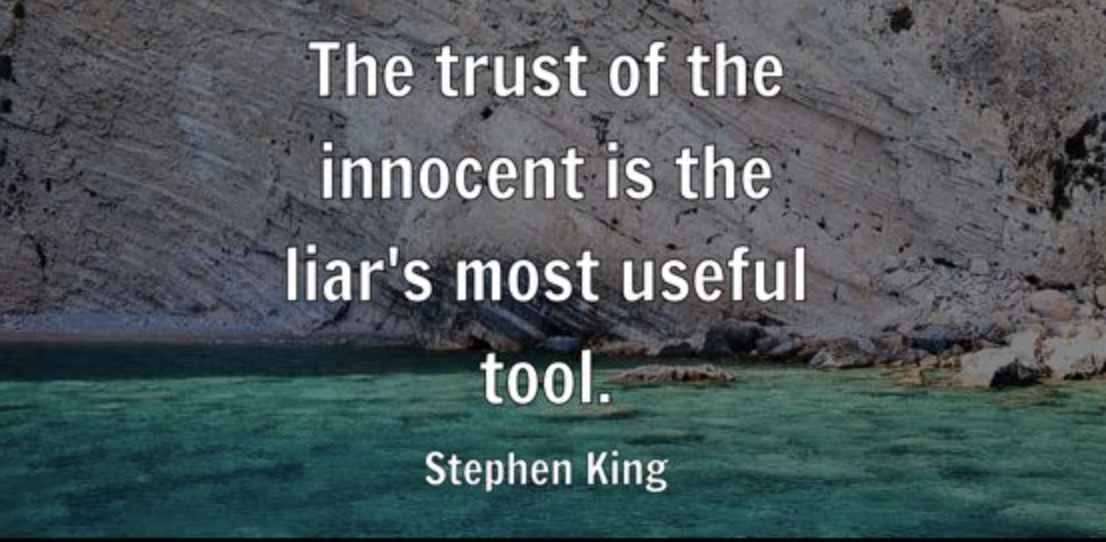 The trust of the
innocent is the
liar's most useful
tool.
Stephen King